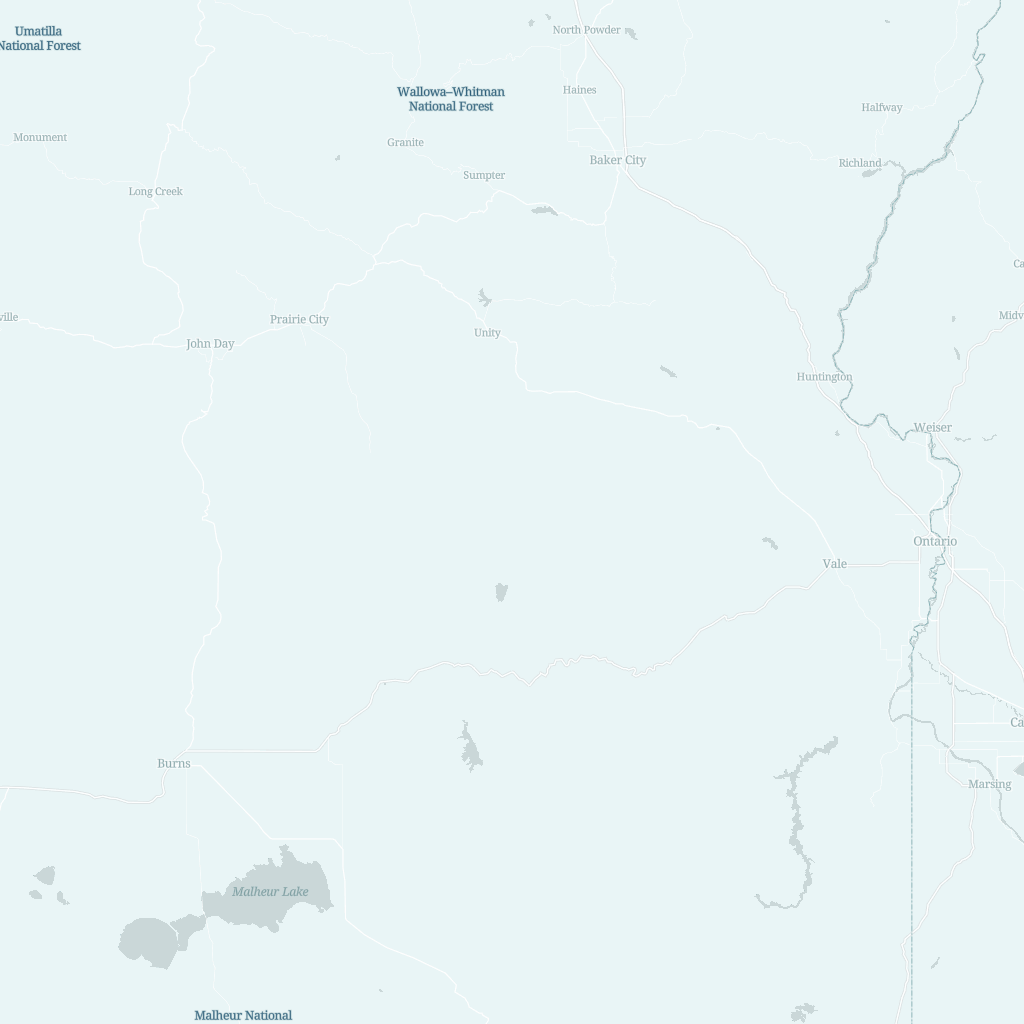 Umatilla
National Forest
North Powder
Wallowa–Whitman
National Forest
Haines
Halfway
Monument
Granite
Baker City
Richland
Sumpter
Long Creek
Prairie City
Unity
John Day
Huntington
Weiser
Ontario
Vale
Burns
Marsing
Malheur Lake
Malheur National